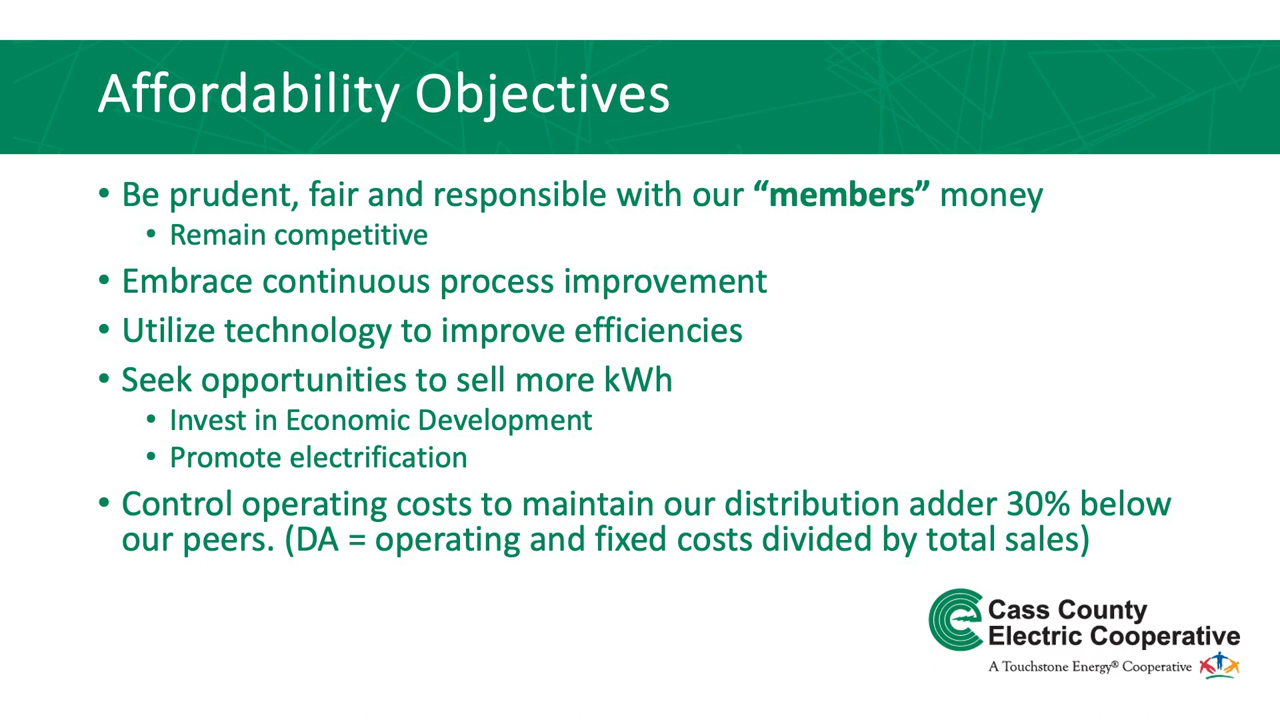 Affordability Objectives
• Be prudent, fair and responsible with our “members” money
• Remain competitive
• Embrace continuous process improvement
• Utilize technology to improve efficiencies
• Seek opportunities to sell more kWh
• Invest in Economic Development
• Promote electrification
• Control operating costs to maintain our distribution adder 30% below
our peers. (DA = operating and fixed costs divided by total sales)
Cass County
Electric Cooperative
A Touchstone Energy® Cooperative